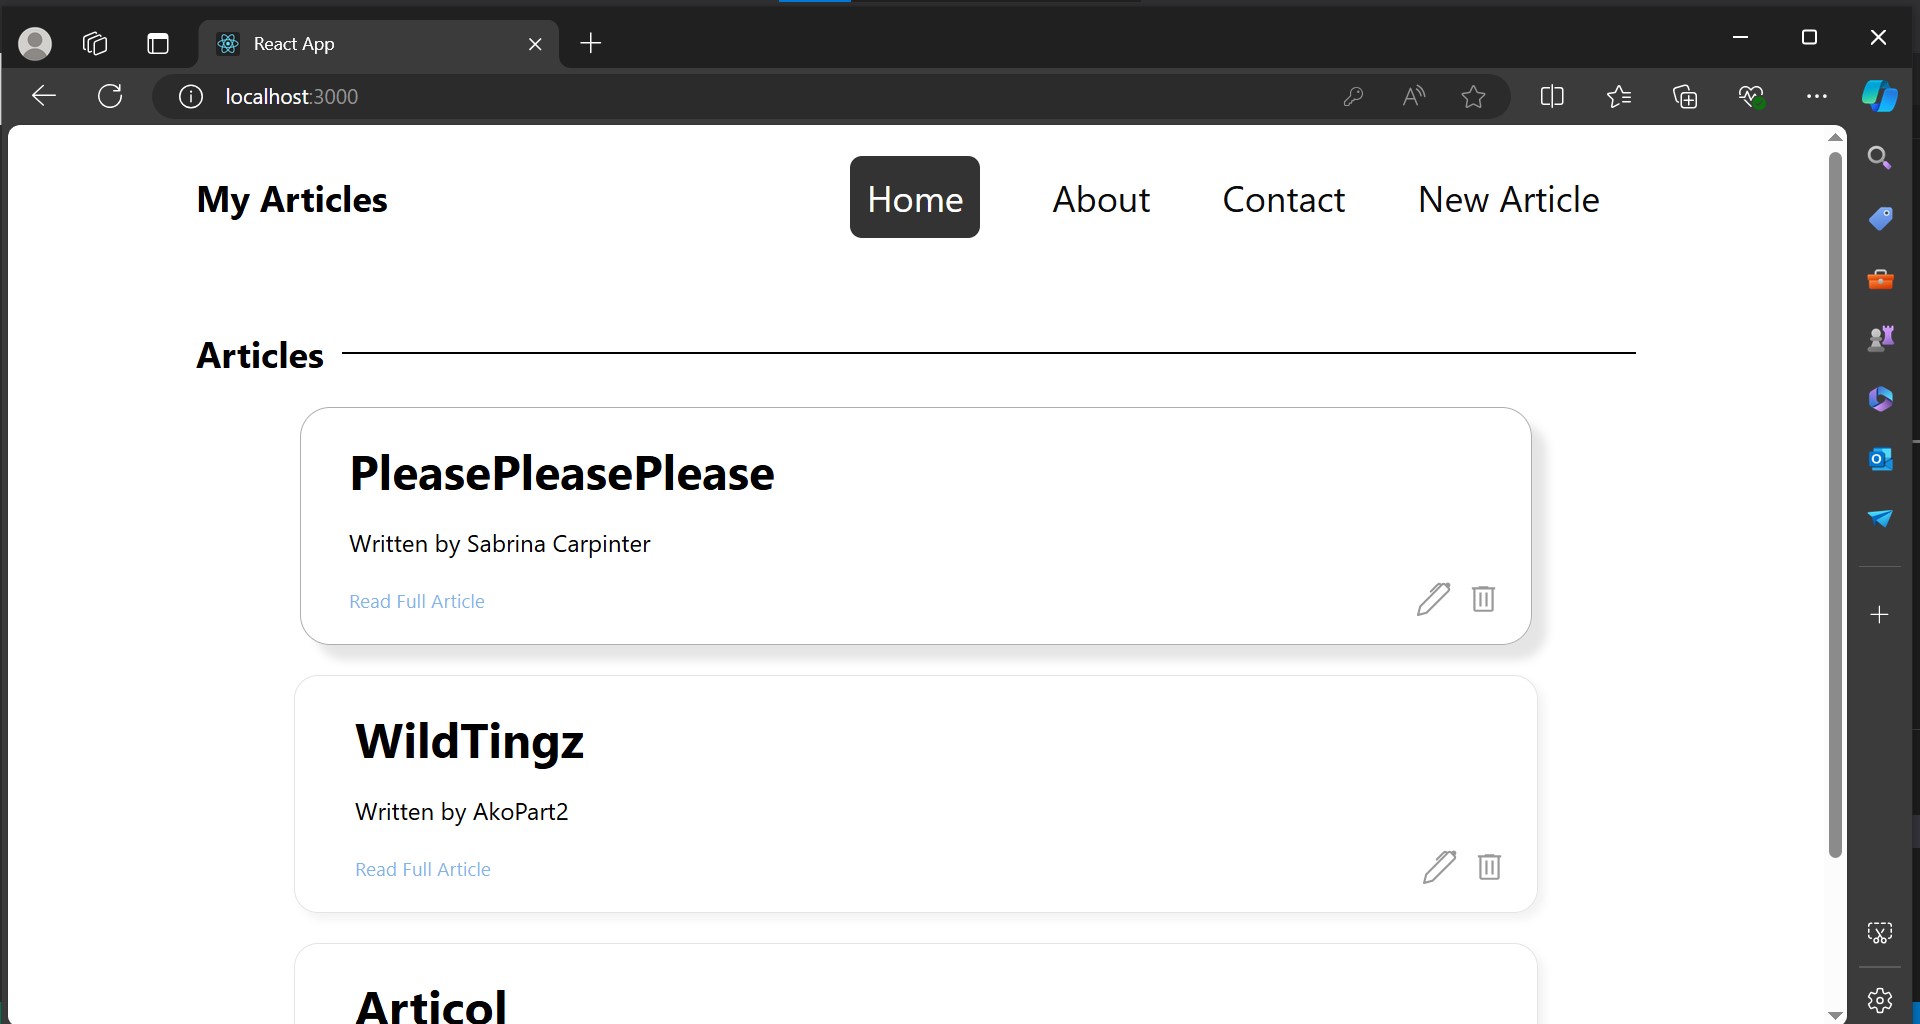 React App
localhost:3000
My Articles
Home About Contact New Article
Articles
PleasePleasePlease
Written by Sabrina Carpinter
Read Full Article
WildTingz
Written by AkoPart2
Read Full Article
Articol